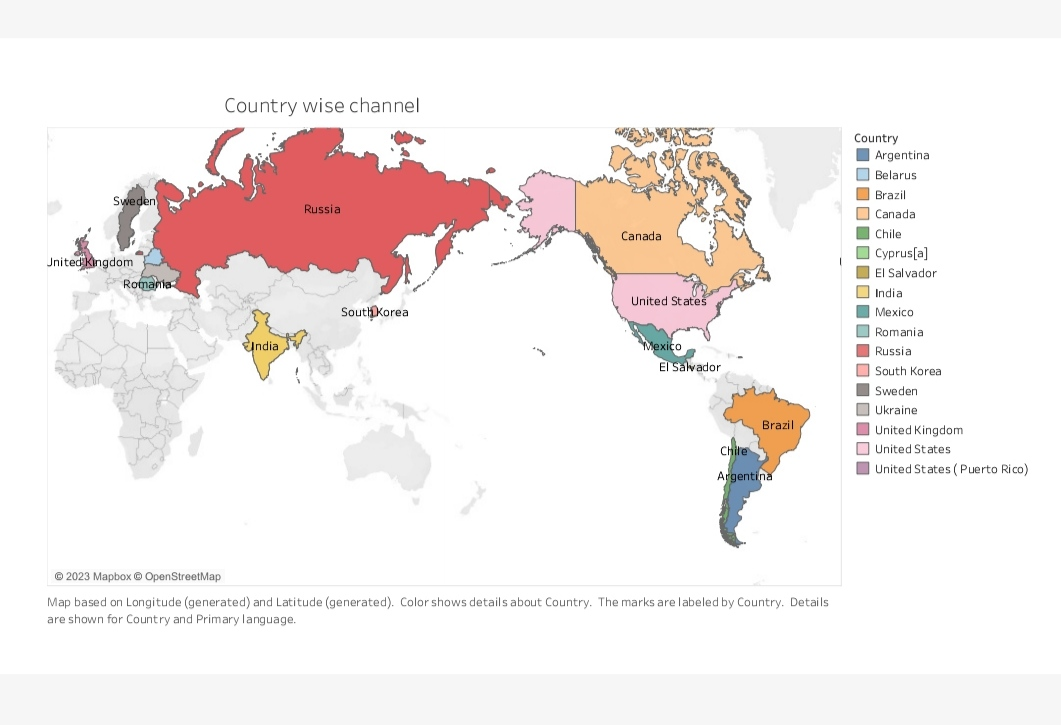 Country wise channel
Country
Argentina
Belarus
Brazil
Canada
Chile
Cyprus[a]
El Salvador
India
Mexico
Romania
Russia
South Korea
Sweden
Ukraine
United Kingdom
United States
United States ( Puerto Rico)
Sweden
Russia
Canada
United Kingdom
Romania
United States
South Korea
India
Mexico
El Salvador
Brazil
Chile
Argentina
© 2023 Mapbox © OpenStreetMap
Map based on Longitude (generated) and Latitude (generated).  Color shows details about Country.  The marks are labeled by Country.  Details
are shown for Country and Primary language.